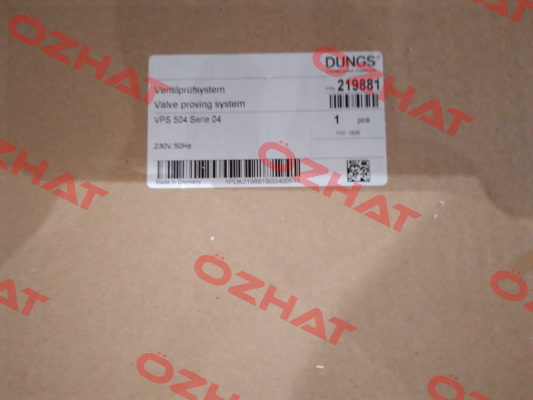 DUNGS®
Ventilprüfsystem
219881
Valve proving system
VPS 504 Serie 04
1 pcs
230V 50Hz
Made in Germany
ÖZHAT
ÖZHAT
ÖZHAT
ÖZHAT
ÖZHAT
ÖZHAT